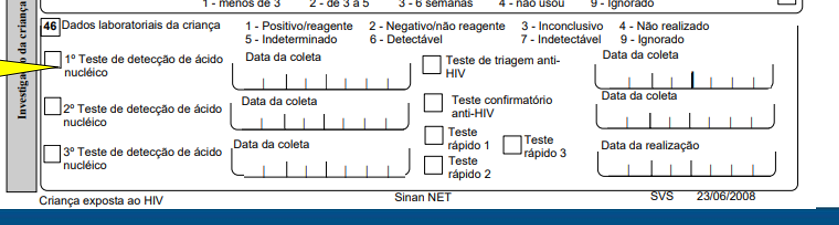 1 - menos de 3 2 - de 3 a 5 3 - 6 semanas 4 - não usou 9 - Ignorado
46 Dados laboratoriais da criança 1 - Positivo/reagente 2 - Negativo/não reagente 3 - Inconclusivo 4 - Não realizado
5 - Indeterminado 6 - Detectável 7 - Indetectável 9 - Ignorado
1º Teste de detecção de ácido
nucléico
Data da coleta
Teste de triagem anti-
HIV
Data da coleta
2º Teste de detecção de ácido
nucléico
Data da coleta
Teste confirmatório
anti-HIV
Data da coleta
3º Teste de detecção de ácido
nucléico
Data da coleta
Teste
rápido 1
Teste
rápido 2
Teste
rápido 3
Data da realização
da criança
Criança exposta ao HIV Sinan NET SVS 23/06/2008